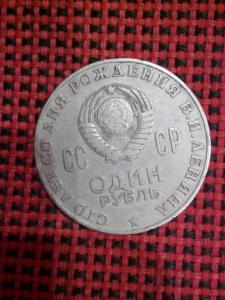 СТО ЛЕТ СО ДНЯ РОЖДЕНИЯ В.И.ЛЕНИНА
СС СР
ОДИН
РУБЛЬ